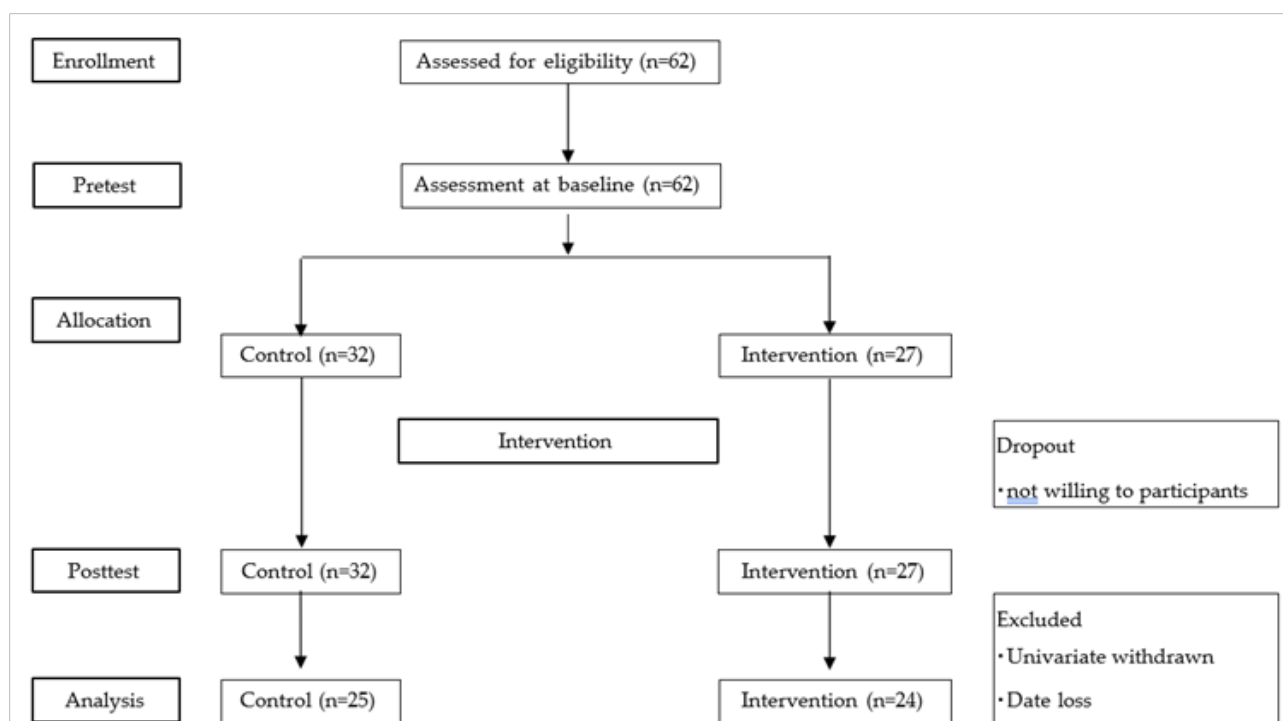 Enrollment
Assessed for eligibility (n=62)
Pretest
Assessment at baseline (n=62)
Allocation
Control (n=32)
Intervention (n=27)
Intervention
Dropout
·not willing to participants
Posttest
Control (n=32)
Intervention (n=27)
Excluded
·Univariate withdrawn
·Date loss
Analysis
Control (n=25)
Intervention (n=24)